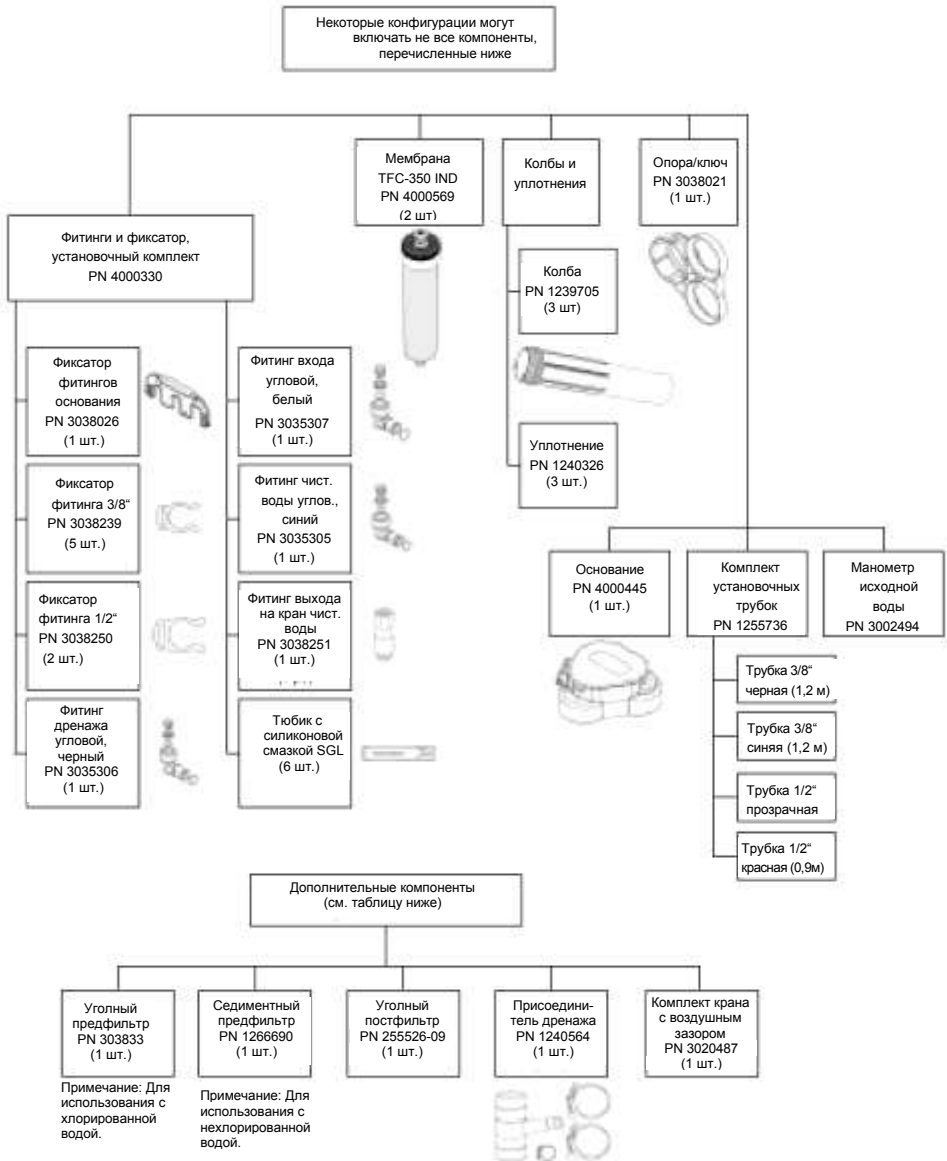 Некоторые конфигурации могут
включать не все компоненты,
перечисленные ниже
Мембрана
TFC-350 IND
PN 4000569
(2 шт)
Колбы и
уплотнения
Опора/ключ
PN 3038021
(1 шт.)
Фитинги и фиксатор,
установочный комплект
PN 4000330
Колба
PN 1239705
(3 шт)
Уплотнение
PN 1240326
(3 шт.)
Фиксатор
фитингов
основания
PN 3038026
(1 шт.)
Фитинг входа
угловой,
белый
PN 3035307
(1 шт.)
Фиксатор
фитинга 3/8“
PN 3038239
(5 шт.)
Фитинг чист.
воды углов.,
синий
PN 3035305
(1 шт.)
Фиксатор
фитинга 1/2“
PN 3038250
(2 шт.)
Фитинг выхода
на кран чист.
воды
PN 3038251
(1 шт.)
Фитинг
дренажа
угловой,
черный
PN 3035306
(1 шт.)
Тюбик с
силиконовой
смазкой SGL
(6 шт.)
Основание
PN 4000445
(1 шт.)
Комплект
установочных
трубок
PN 1255736
Манометр
исходной
воды
PN 3002494
Трубка 3/8“
черная (1,2 м)
Трубка 3/8“
синяя (1,2 м)
Трубка 1/2“
прозрачная
Трубка 1/2“
красная (0,9м)
Дополнительные компоненты
(см. таблицу ниже)
Уголный
предфильтр
PN 303833
(1 шт.)
Седиментный
предфильтр
PN 1266690
(1 шт.)
Уголный
постфильтр
PN 255526-09
(1 шт.)
Присоедини-
тель дренажа
PN 1240564
(1 шт.)
Комплект крана
с воздушным
зазором
PN 3020487
(1 шт.)
Примечание: Для
использования с
хлорированной
водой.
Примечание: Для
использования с
нехлорированной
водой.